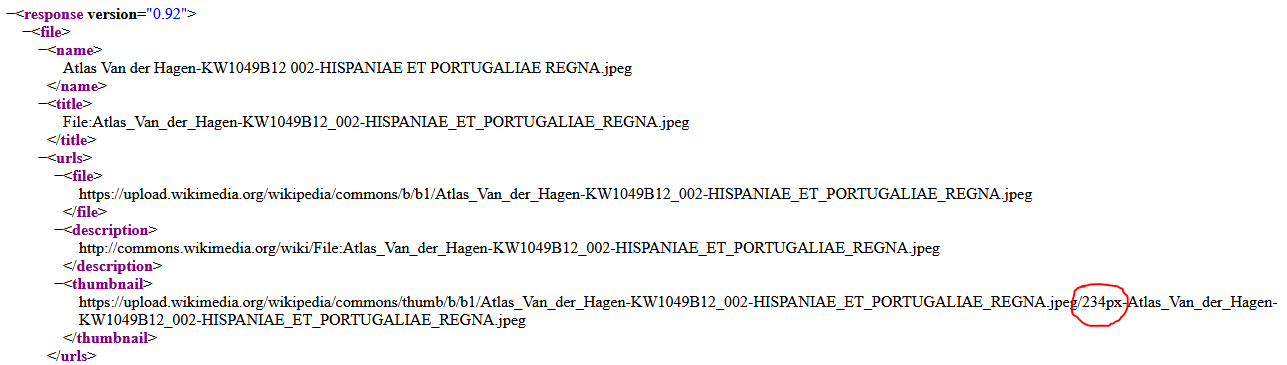 −<response version="0.92">
−<file>
−<name>
Atlas Van der Hagen-KW1049B12 002-HISPANIAE ET PORTUGALIAE REGNA.jpeg
</name>
−<title>
File:Atlas_Van_der_Hagen-KW1049B12_002-HISPANIAE_ET_PORTUGALIAE_REGNA.jpeg
</title>
−<urls>
−<file>
https://upload.wikimedia.org/wikipedia/commons/b/b1/Atlas_Van_der_Hagen-KW1049B12_002-HISPANIAE_ET_PORTUGALIAE_REGNA.jpeg
</file>
−<description>
http://commons.wikimedia.org/wiki/File:Atlas_Van_der_Hagen-KW1049B12_002-HISPANIAE_ET_PORTUGALIAE_REGNA.jpeg
</description>
−<thumbnail>
https://upload.wikimedia.org/wikipedia/commons/thumb/b/b1/Atlas_Van_der_Hagen-KW1049B12_002-HISPANIAE_ET_PORTUGALIAE_REGNA.jpeg/234px-Atlas_Van_der_Hagen-
KW1049B12_002-HISPANIAE_ET_PORTUGALIAE_REGNA.jpeg
</thumbnail>
</urls>